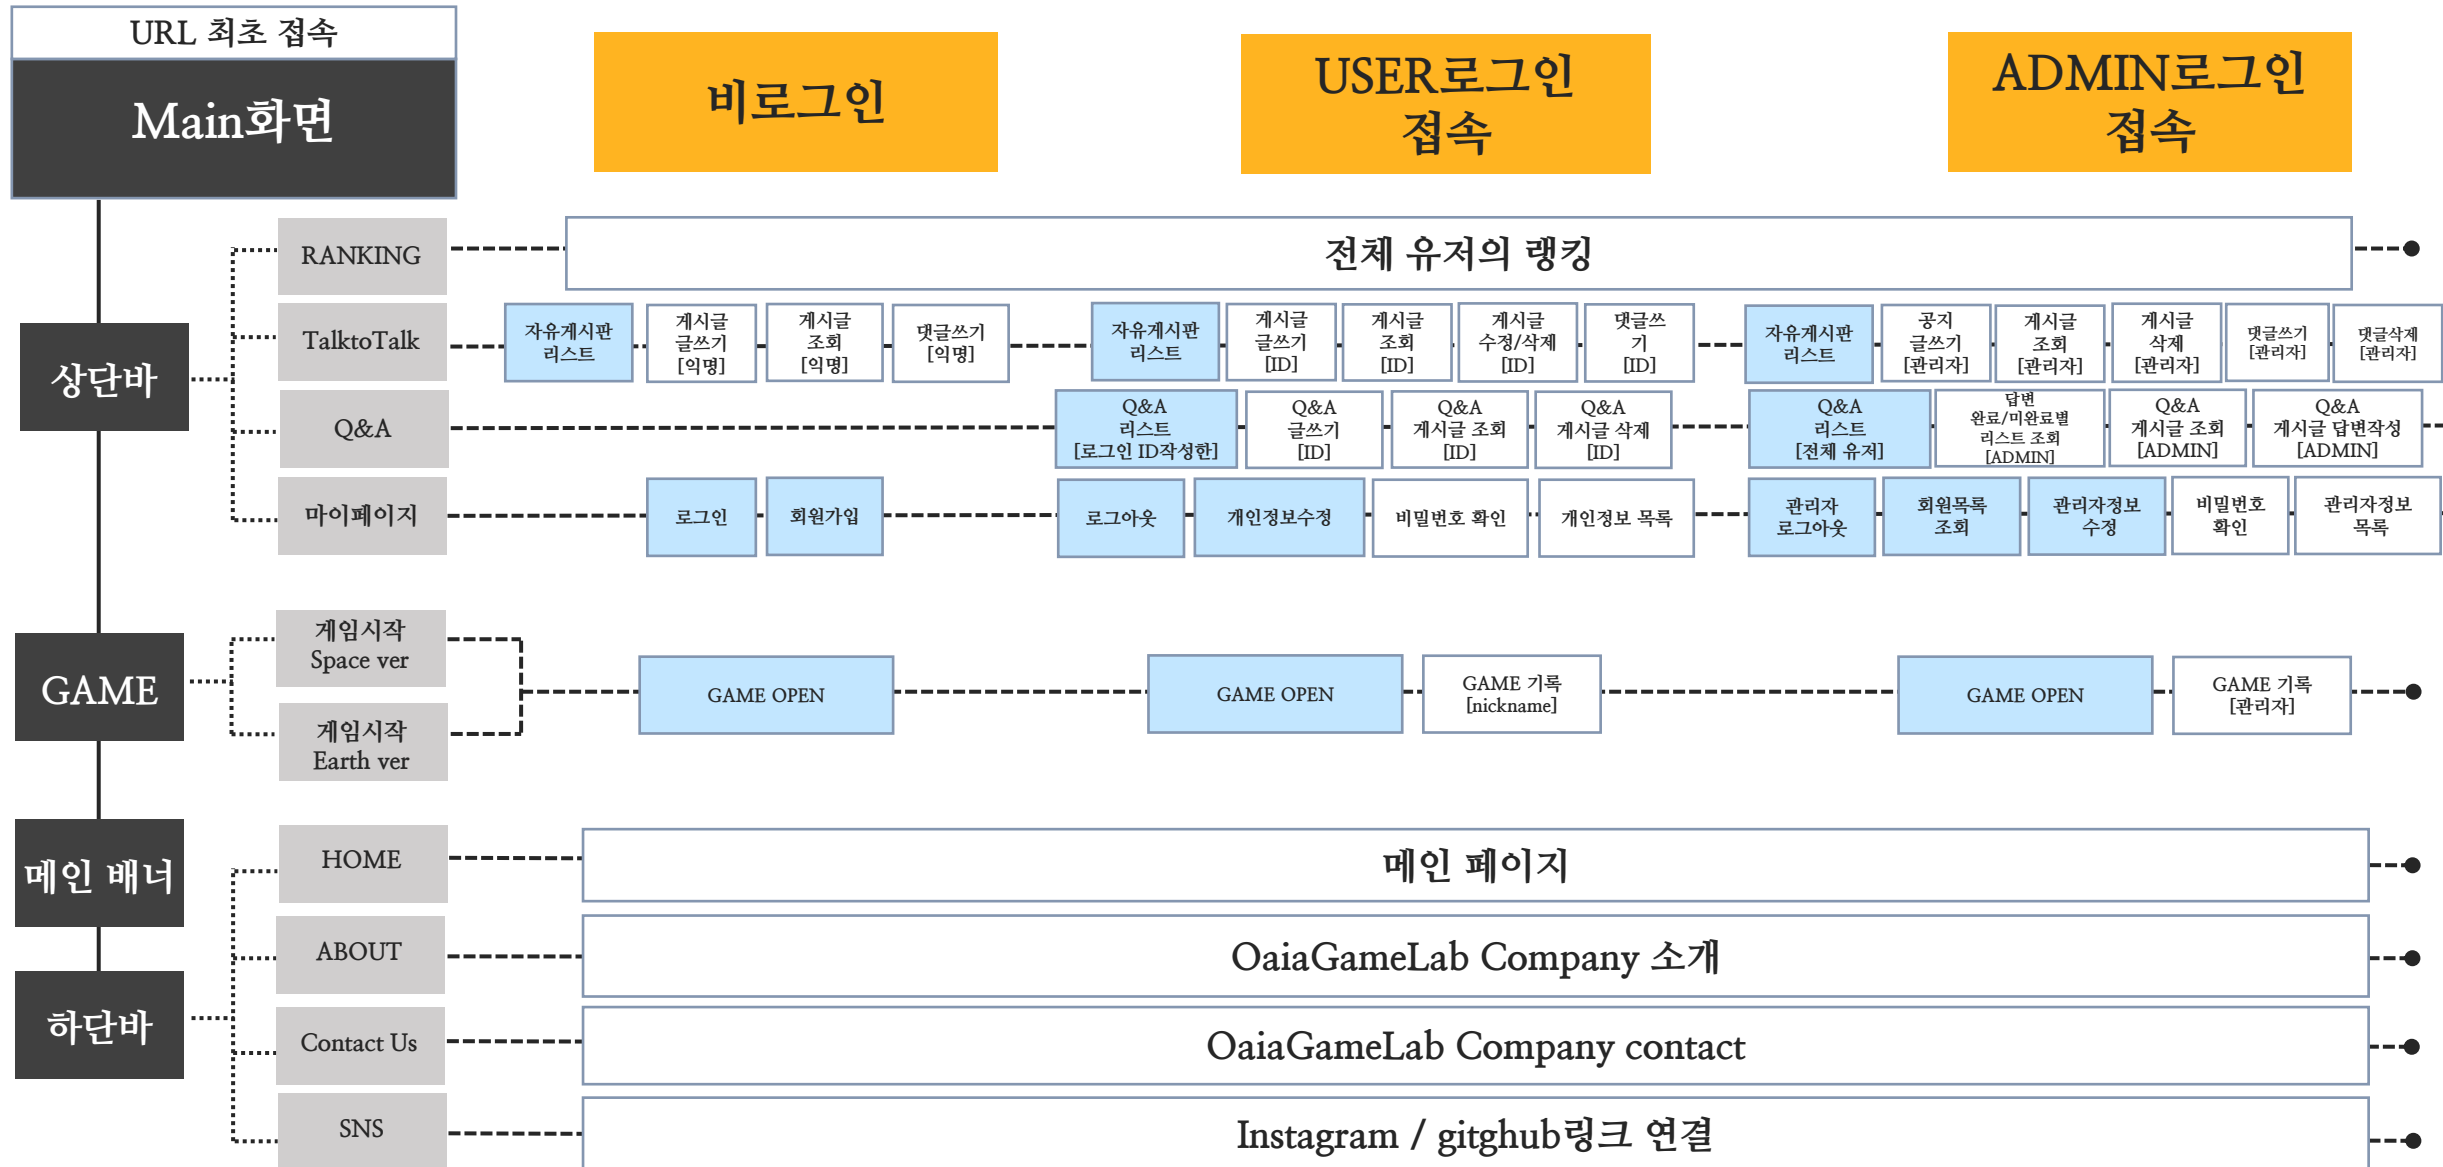 URL 최초 접속
Main화면
비로그인
USER로그인
접속
ADMIN로그인
접속
상단바
RANKING
전체 유저의 랭킹
TalktoTalk
자유게시판
리스트
게시글
글쓰기
[익명]
게시글
조회
[익명]
댓글쓰기
[익명]
자유게시판
리스트
게시글
글쓰기
[ID]
게시글
조회
[ID]
게시글
수정/삭제
[ID]
댓글쓰
기
[ID]
자유게시판
리스트
공지
글쓰기
[관리자]
게시글
조회
[관리자]
게시글
삭제
[관리자]
댓글쓰기
[관리자]
댓글삭제
[관리자]
Q&A
Q&A
리스트
[로그인 ID작성한]
Q&A
글쓰기
[ID]
Q&A
게시글 조회
[ID]
Q&A
게시글 삭제
[ID]
Q&A
리스트
[전체 유저]
답변
완료/미완료별
리스트 조회
[ADMIN]
Q&A
게시글 조회
[ADMIN]
Q&A
게시글 답변작성
[ADMIN]
마이페이지
로그인
회원가입
로그아웃
개인정보수정
비밀번호 확인
개인정보 목록
관리자
로그아웃
회원목록
조회
관리자정보
수정
비밀번호
확인
관리자정보
목록
GAME
게임시작
Space ver
게임시작
Earth ver
GAME OPEN
GAME OPEN
GAME 기록
[nickname]
GAME OPEN
GAME 기록
[관리자]
메인 배너
하단바
HOME
메인 페이지
ABOUT
OaiaGameLab Company 소개
Contact Us
OaiaGameLab Company contact
SNS
Instagram / gitghub링크 연결